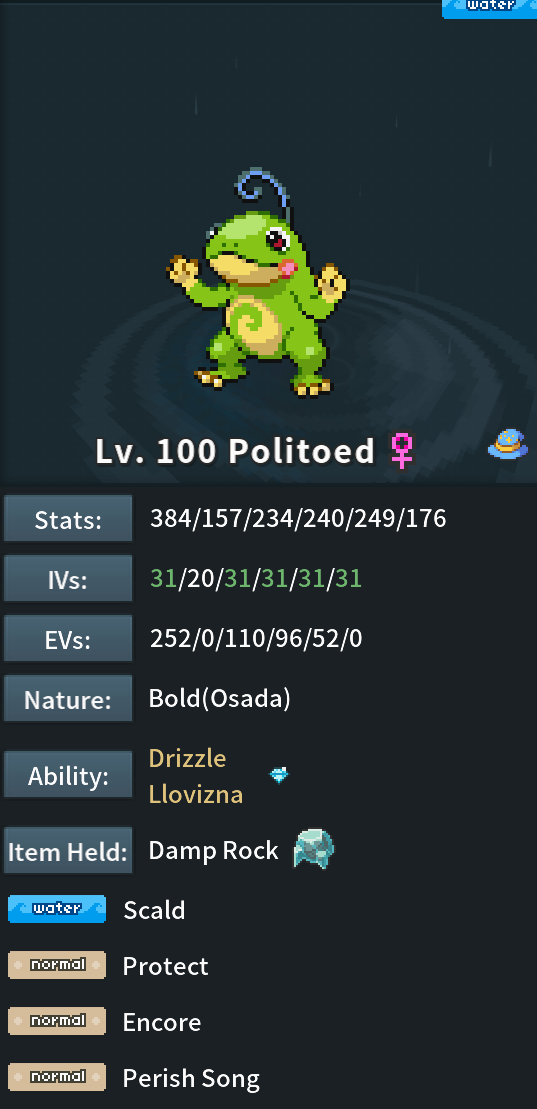 water
Lv. 100 Politoed ♀
Stats: 384/157/234/240/249/176
IVs: 31/20/31/31/31/31
EVs: 252/0/110/96/52/0
Nature: Bold(Osada)
Ability: Drizzle
Llovizna
Item Held: Damp Rock
water Scald
normal Protect
normal Encore
normal Perish Song